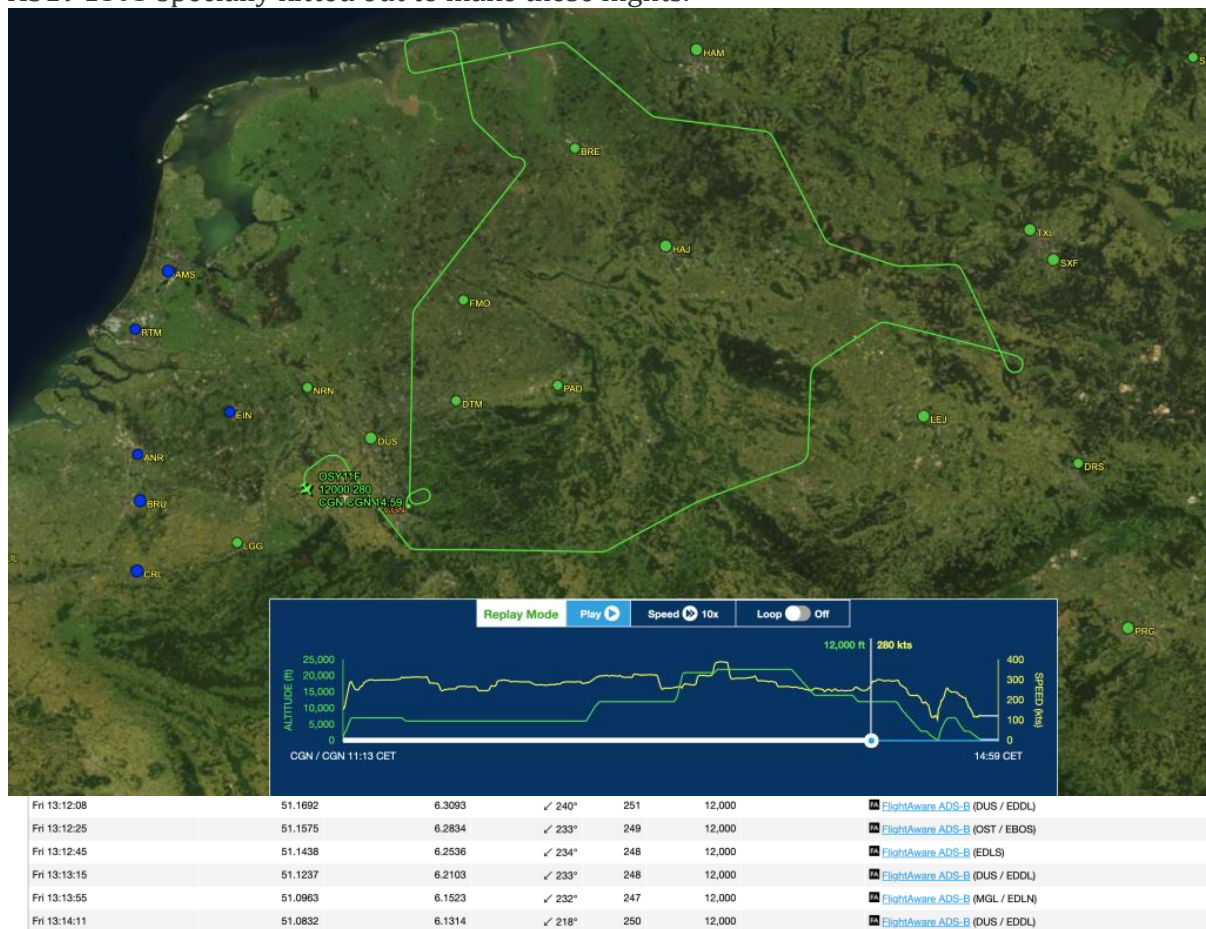 HAM
S
BRE
TXL
HAJ
SXF
AMS
FMO
RTM
NRN
PAD
EIN
DTM
LEJ
DUS
ANR
DRS
OSY11F
12000 280
CGN CGN 14:59
CGN
BRU
LGG
CRL
PRG
Replay Mode Play Speed 10x Loop Off
12,000 ft 280 kts
ALTITUDE (ft)
25,000
20,000
15,000
10,000
5,000
0
400
300
200
100
0
SPEED (kts)
CGN / CGN 11:13 CET 14:59 CET
Fri 13:12:08 51.1692 6.3093 ↙ 240° 251 12,000 FA FlightAware ADS-B (DUS / EDDL)
Fri 13:12:25 51.1575 6.2834 ↙ 233° 249 12,000 FA FlightAware ADS-B (OST / EBOS)
Fri 13:12:45 51.1438 6.2536 ↙ 234° 248 12,000 FA FlightAware ADS-B (EDLS)
Fri 13:13:15 51.1237 6.2103 ↙ 233° 248 12,000 FA FlightAware ADS-B (DUS / EDDL)
Fri 13:13:55 51.0963 6.1523 ↙ 232° 247 12,000 FA FlightAware ADS-B (MGL / EDLN)
Fri 13:14:11 51.0832 6.1314 ↙ 218° 250 12,000 FA FlightAware ADS-B (DUS / EDDL)